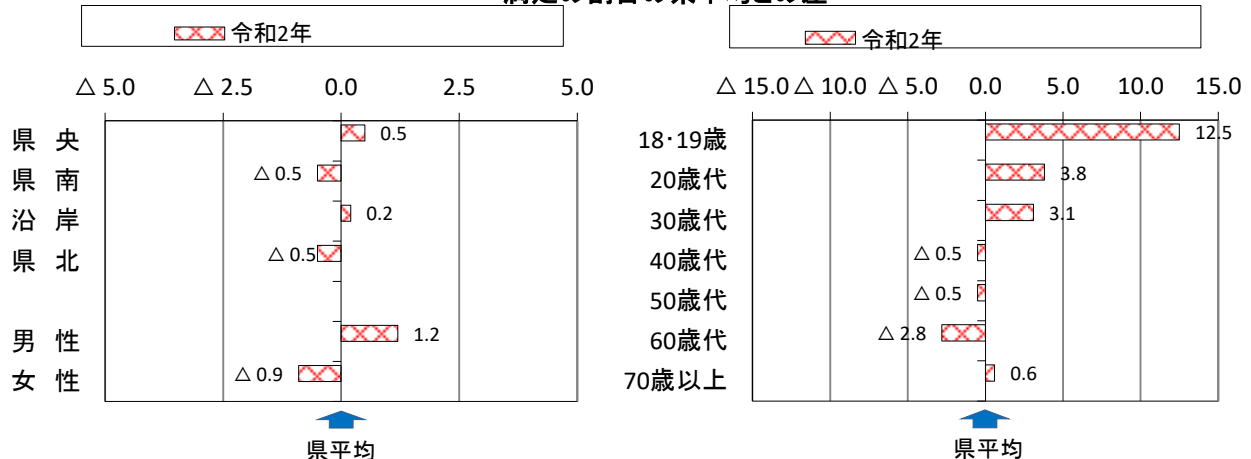 令和2年
△ 5.0 △ 2.5 0.0 2.5 5.0
県 央 0.5
県 南 △ 0.5
沿 岸 0.2
県 北 △ 0.5
男 性 1.2
女 性 △ 0.9
県平均
令和2年
△ 15.0 △ 10.0 △ 5.0 0.0 5.0 10.0 15.0
18・19歳 12.5
20歳代 3.8
30歳代 3.1
40歳代 △ 0.5
50歳代 △ 0.5
60歳代 △ 2.8
70歳以上 0.6
県平均